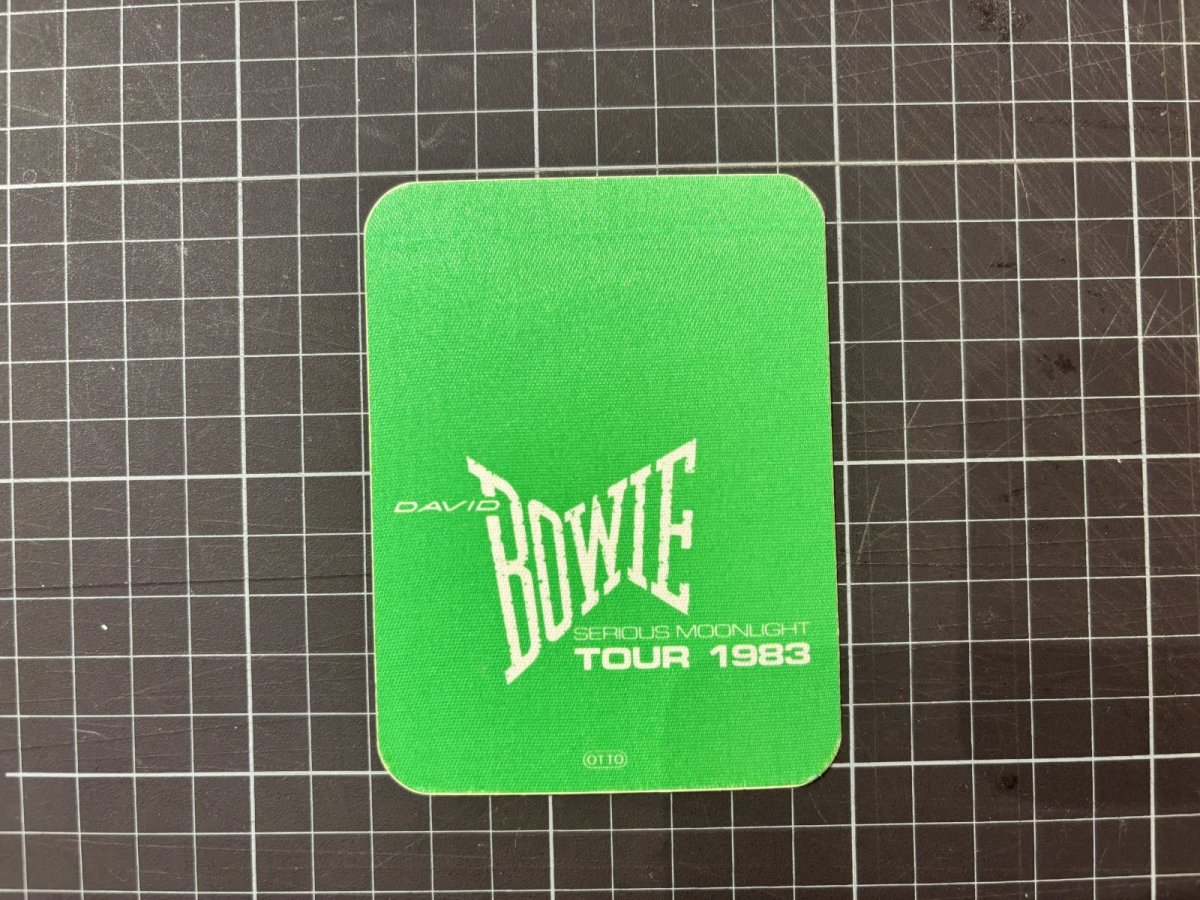 DAVID
BOWIE
SERIOUS MOONLIGHT
TOUR 1983
OTTO